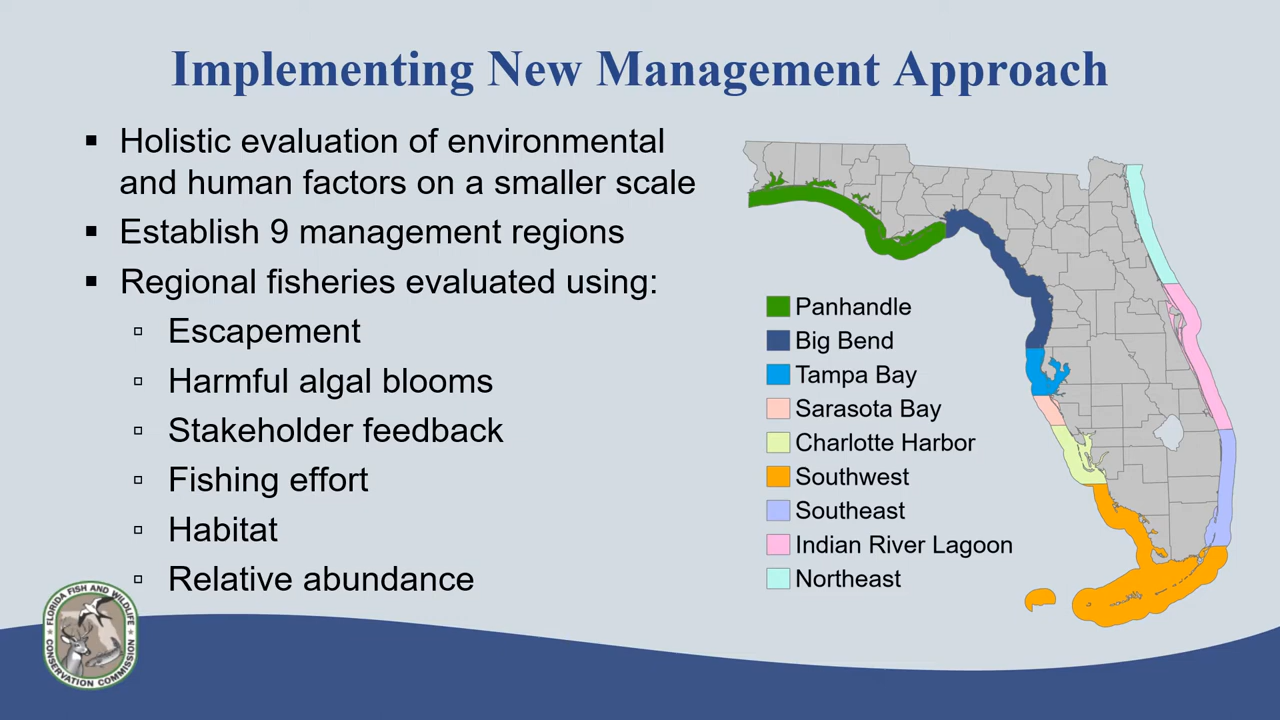 Implementing New Management Approach
▪ Holistic evaluation of environmental
and human factors on a smaller scale
▪ Establish 9 management regions
▪ Regional fisheries evaluated using:
▫ Escapement
▫ Harmful algal blooms
▫ Stakeholder feedback
▫ Fishing effort
▫ Habitat
▫ Relative abundance
Panhandle
Big Bend
Tampa Bay
Sarasota Bay
Charlotte Harbor
Southwest
Southeast
Indian River Lagoon
Northeast
FLORIDA FISH AND WILDLIFE
CONSERVATION COMMISSION